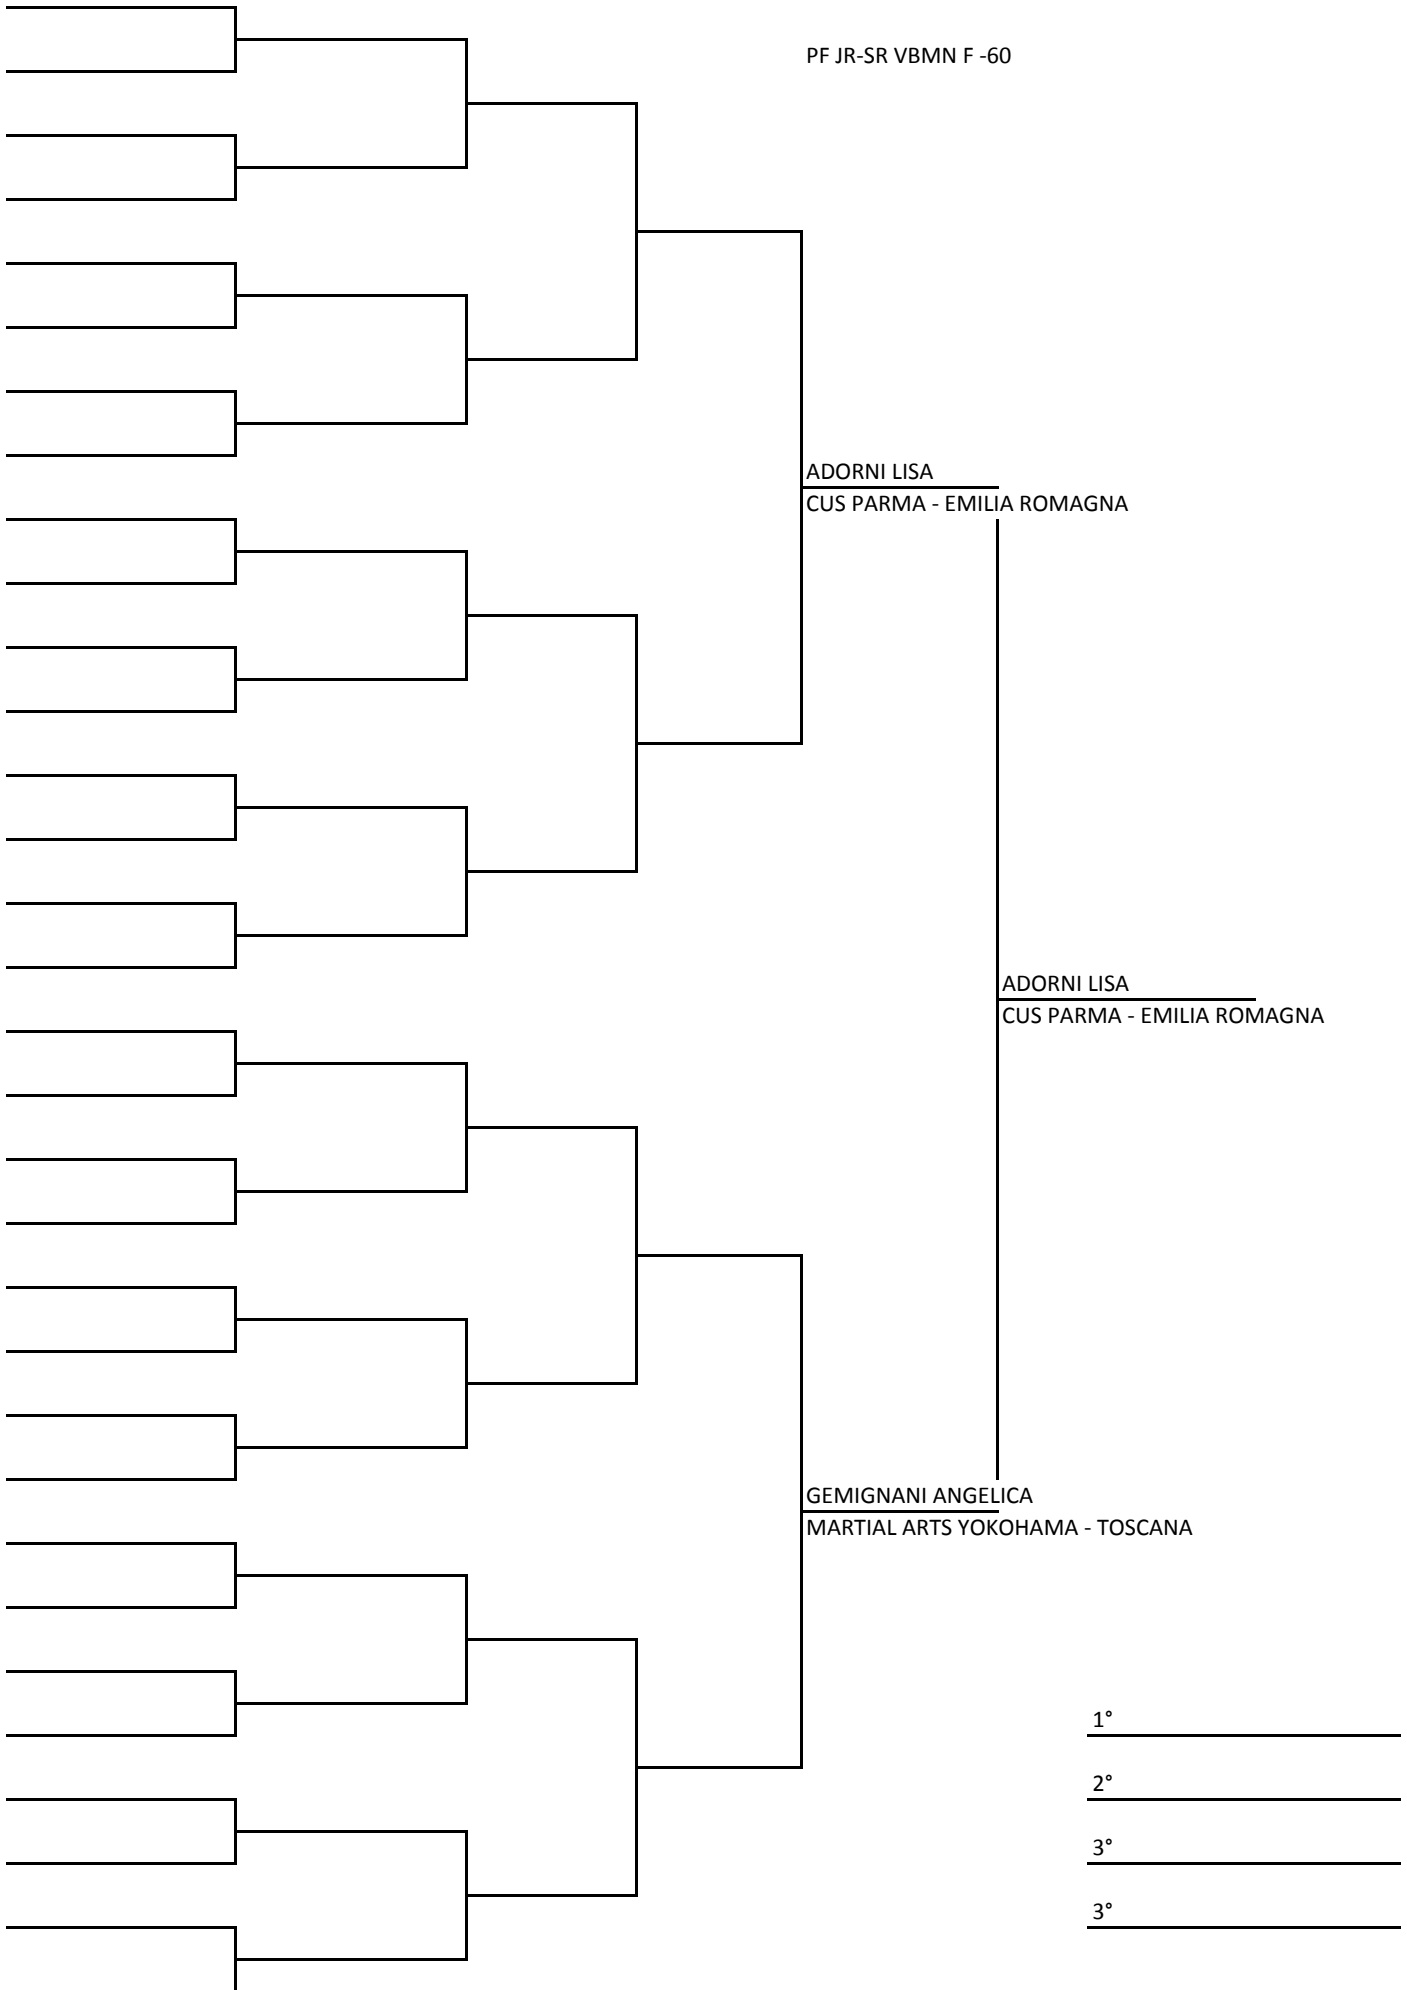 PF JR-SR VBMN F -60
ADORNI LISA
CUS PARMA - EMILIA ROMAGNA
ADORNI LISA
CUS PARMA - EMILIA ROMAGNA
GEMIGNANI ANGELICA
MARTIAL ARTS YOKOHAMA - TOSCANA
1°
2°
3°
3°